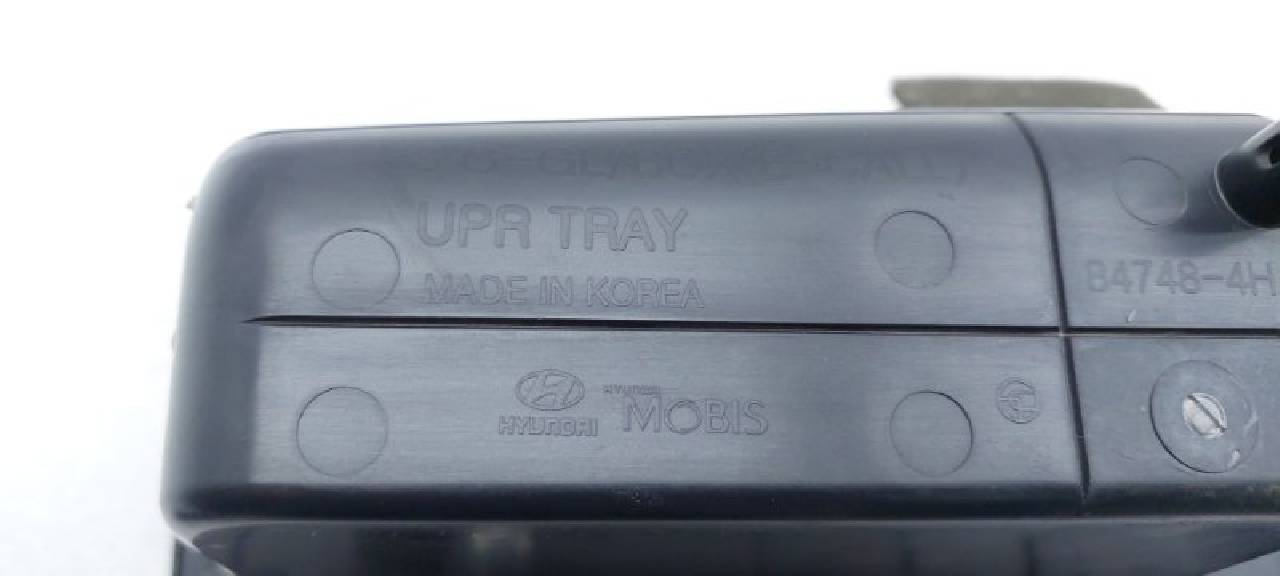 UPR TRAY
MADE IN KOREA
84748-4H
HYUNDAI
HYUNDAI
MOBIS